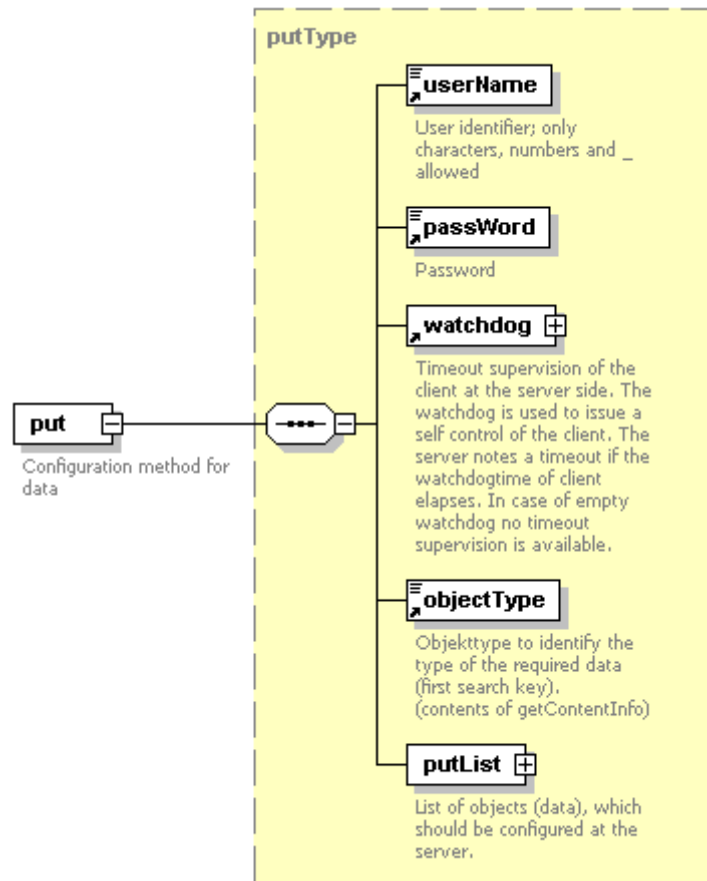 putType
userName
User identifier; only
characters, numbers and _
allowed
passWord
Password
watchdog
Timeout supervision of the
client at the server side. The
watchdog is used to issue a
self control of the client. The
server notes a timeout if the
watchdogtime of client
elapses. In case of empty
watchdog no timeout
supervision is available.
put
Configuration method for
data
objectType
Objekttype to identify the
type of the required data
(first search key).
(contents of getContentInfo)
putList
List of objects (data), which
should be configured at the
server.